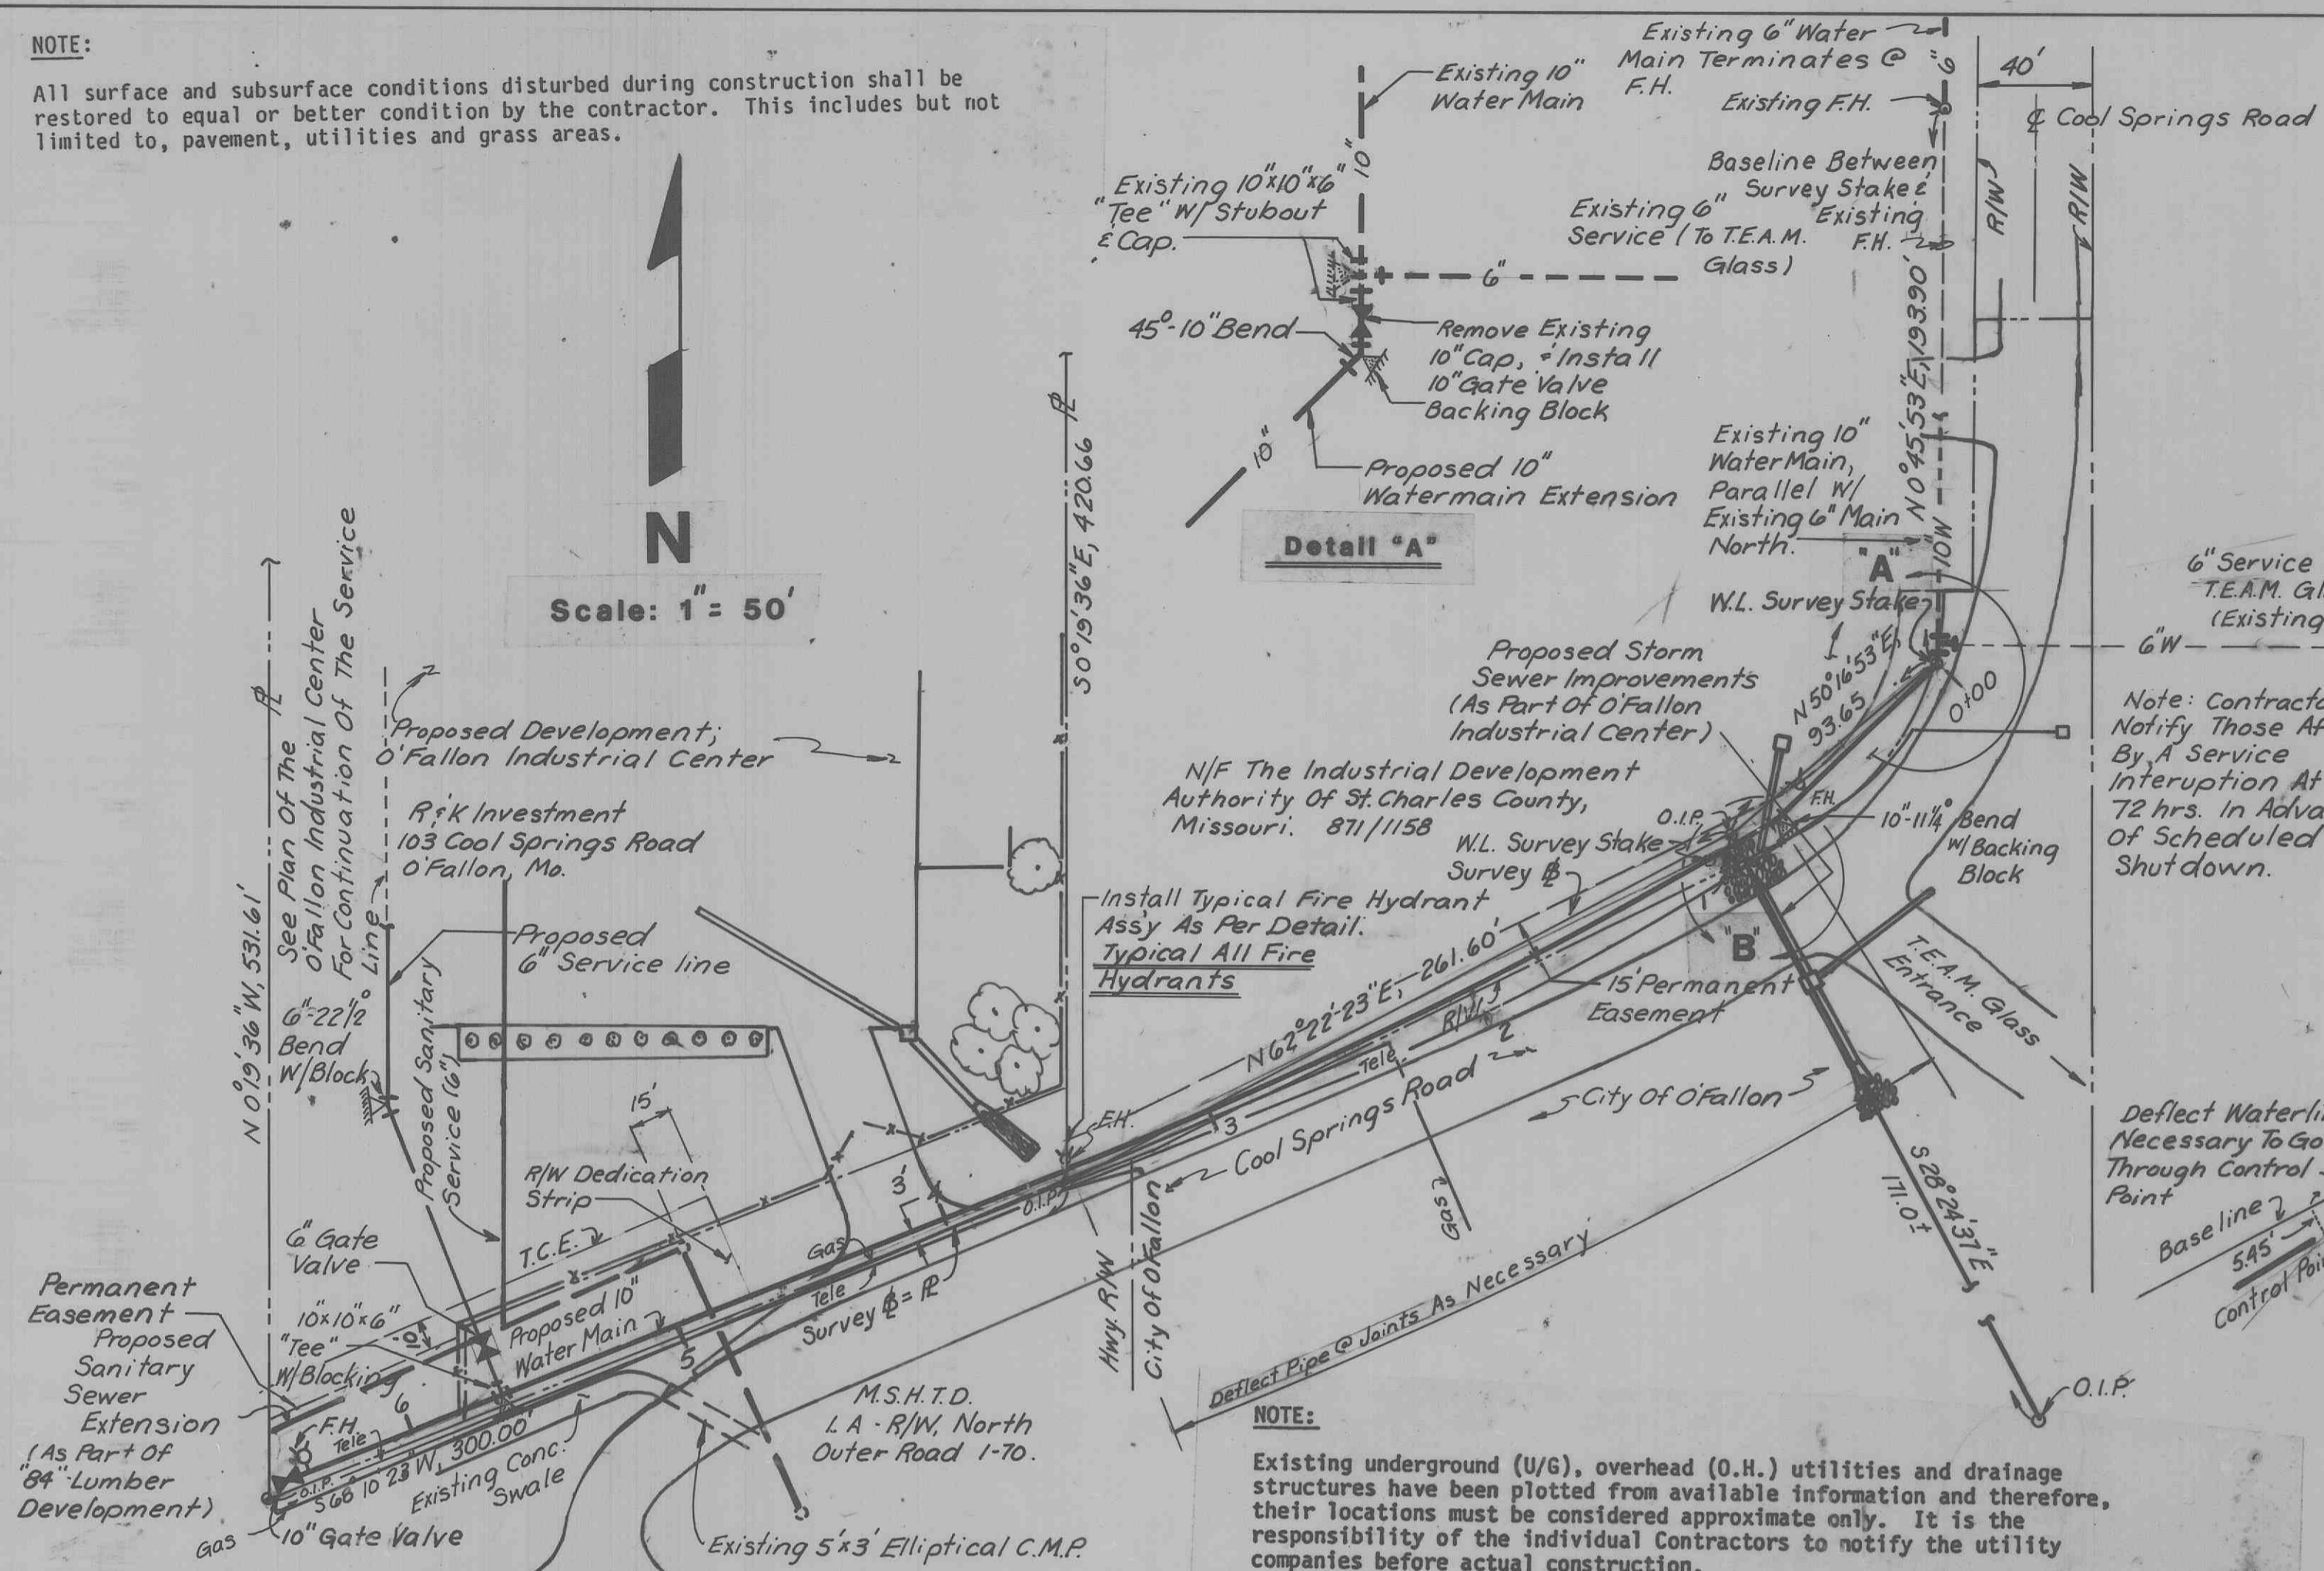 NOTE:
All surface and subsurface conditions disturbed during construction shall be
restored to equal or better condition by the contractor. This includes but not
limited to, pavement, utilities and grass areas.
N
Scale: 1"= 50'
Existing 10"
Water Main
10"
Existing 10"x10"x6"
"Tee" W/ Stubout
& Cap.
6"
Existing 6"
Service (To T.E.A.M.
Glass)
45°-10" Bend
Remove Existing
10" Cap, & Install
10" Gate Valve
Backing Block
10"
Proposed 10"
Watermain Extension
Detail "A"
Existing 6" Water
Main Terminates @
F.H.
Existing F.H.
6"
40'
℄ Cool Springs Road
R/W
R/W
Baseline Between
Survey Stake &
Existing
F.H.
N 0°45'53"E, 193.90'
Existing 10"
Water Main,
Parallel W/
Existing 6" Main
North.
10W
"A"
W.L. Survey Stake
6" Service
T.E.A.M.
(Existing
6"W
0+00
N 50°16'53"E,
93.65
Note:
Notify Those
By A Service
Interuption At
72 hrs. In
Of Scheduled
Shutdown.
Proposed Storm
Sewer Improvements
(As Part Of O'Fallon
Industrial Center)
N/F The Industrial Development
Authority Of St. Charles County,
Missouri. 871/1158
O.I.P.
F.H.
W.L. Survey Stake
Survey
10"-11¼° Bend
W/Backing
Block
1
"B"
Install Typical Fire Hydrant
Ass'y As Per Detail.
Typical All Fire
Hydrants
N 62°22'-23"E, 261.60'
15' Permanent
Easement
R/W
2
Tele
T.E.A.M. Glass
Entrance
S 0°19'36"E, 420.66
℄
See Plan Of The
O'Fallon Industrial Center
For Continuation Of The Service
Line
N 0°19'36"W, 531.61'
Proposed Development;
O'Fallon Industrial Center
R & K Investment
103 Cool Springs Road
O'Fallon, Mo.
Proposed
6" Service line
6"-22½°
Bend
W/Block
Proposed Sanitary
Service (6")
15'
R/W Dedication
Strip
T.C.E.
3'
4
F.H.
O.I.P.
3
Cool Springs Road
City Of O'Fallon
Gas
Hwy. R/W
City Of O'Fallon
Deflect Pipe @ Joints As Necessary
S 28°24'37"E
171.0±
O.I.P.
Deflect
Necessary To Go
Through Control
Point
Baseline
5.45'
Control
6" Gate
Valve
Permanent
Easement
Proposed
Sanitary
Sewer
Extension
(As Part Of
"84" Lumber
Development)
10"x10"x6"
"Tee"
W/Blocking
10'
Proposed 10"
Water Main
Gas
Tele
Survey
5
6
F.H.
Tele
O.I.P.
S 68 10 23 W, 300.00'
Existing Conc.
Swale
Gas
10" Gate Valve
M.S.H.T.D.
L A - R/W, North
Outer Road I-70.
Existing 5'x3' Elliptical C.M.P.
NOTE:
Existing underground (U/G), overhead (O.H.) utilities and drainage
structures have been plotted from available information and therefore,
their locations must be considered approximate only. It is the
responsibility of the individual Contractors to notify the utility
companies before actual construction.